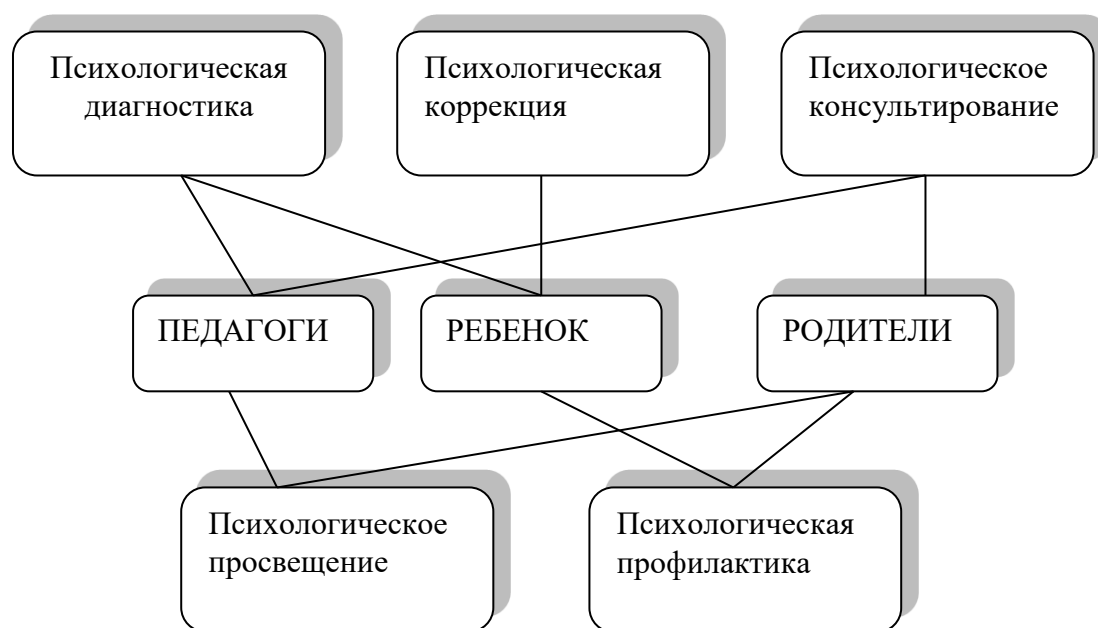 Психологическая
диагностика
Психологическая
коррекция
Психологическое
консультирование
ПЕДАГОГИ
РЕБЕНОК
РОДИТЕЛИ
Психологическое
просвещение
Психологическая
профилактика